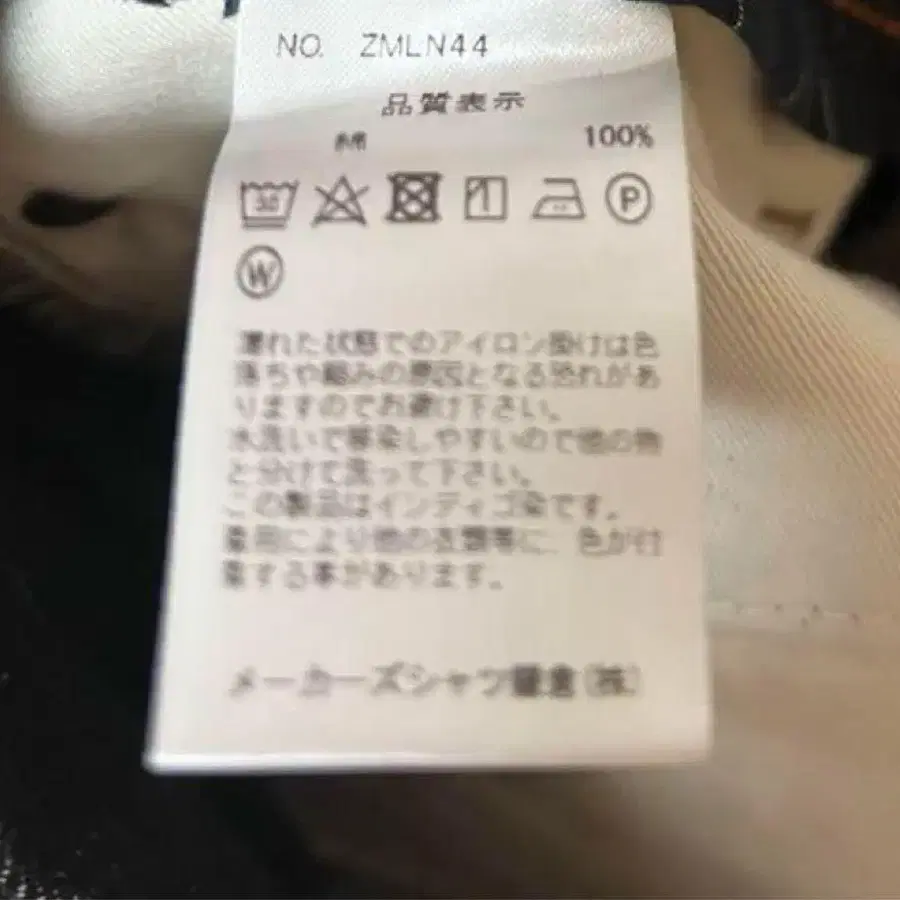 NO. ZMLN44
品質表示
綿 100%
30
P
W
濡れた状態でのアイロン掛けは色
落ちや縮みの原因となる恐れがあ
りますのでお避け下さい。
水洗いで移染しやすいので他の物
と分けて洗って下さい。
この製品はインディゴ染です。
着用により他の衣類等に、色が付
着する事があります。
メーカーズシャツ鎌倉(株)